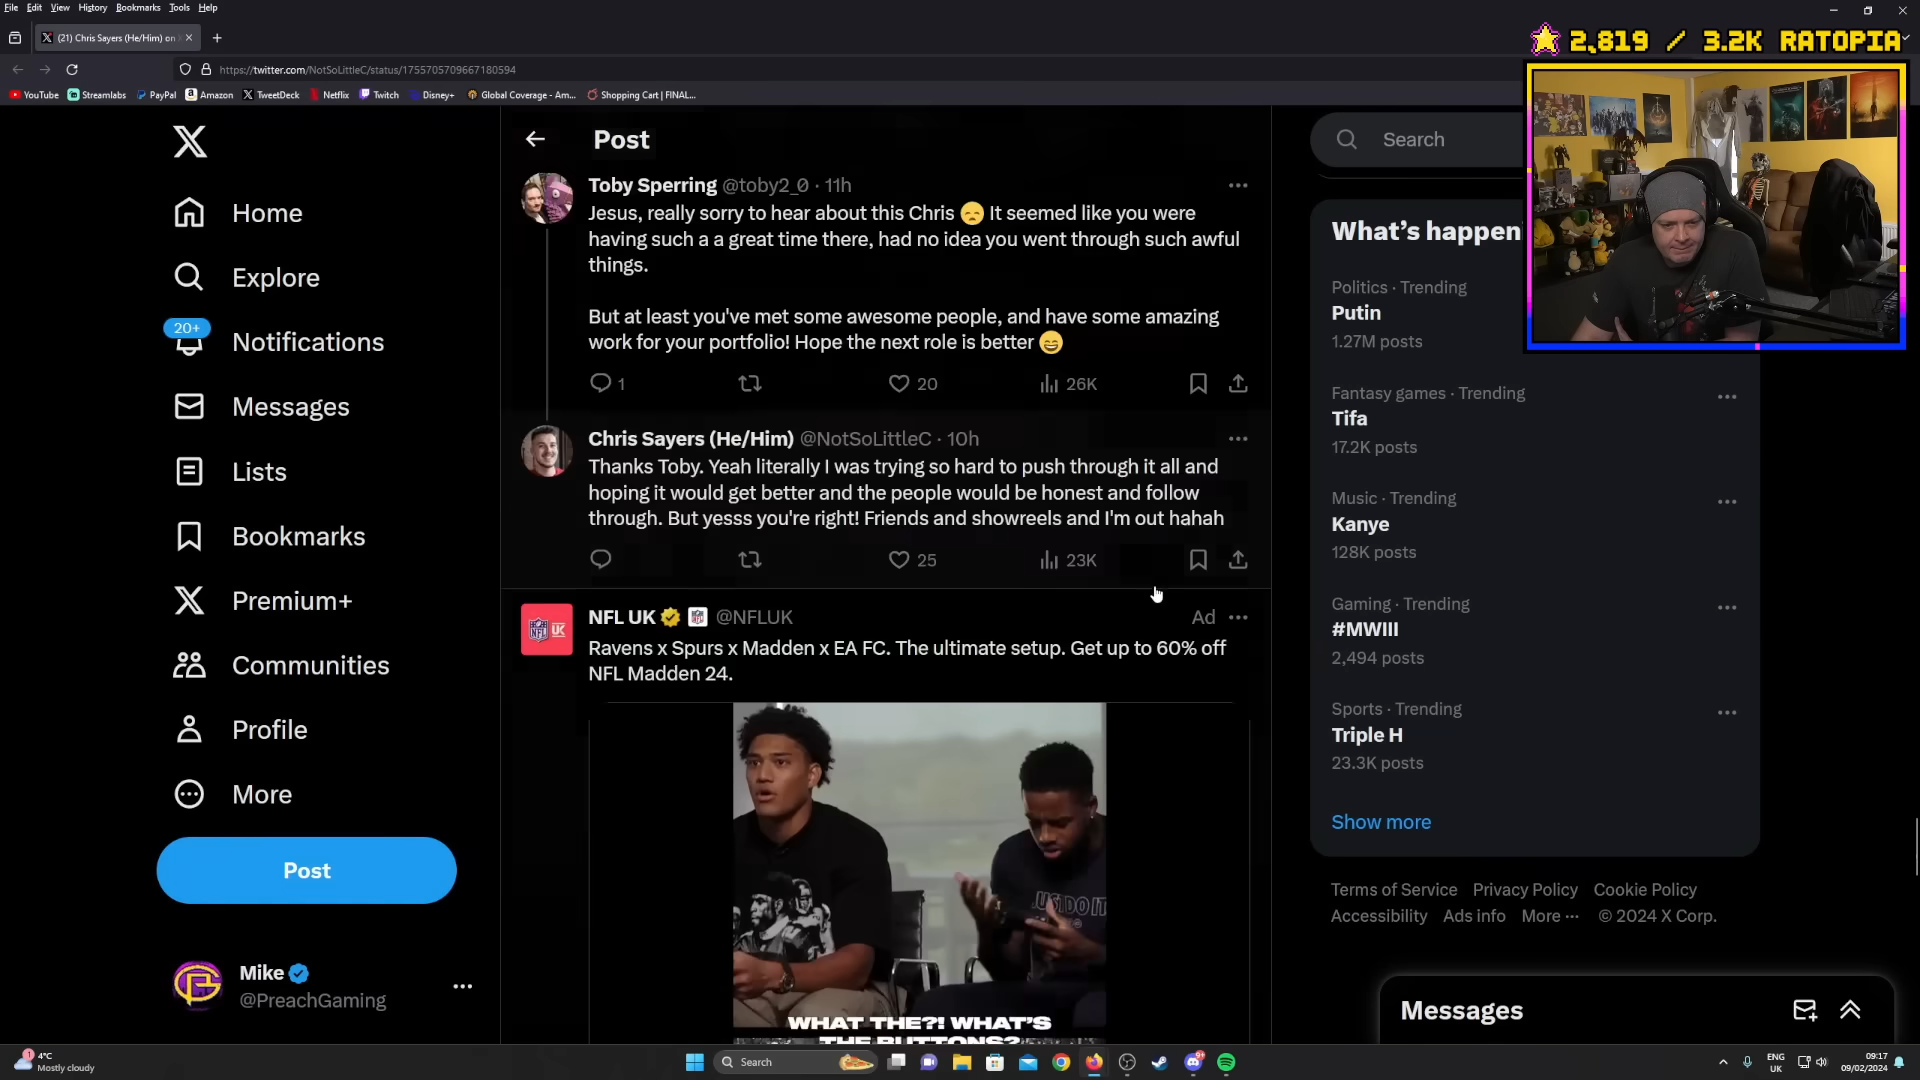 File Edit View History Bookmarks Tools Help
(21) Chris Sayers (He/Him) on
2,819 / 3.2K RATOPIA
https://twitter.com/NotSoLittleC/status/1755705709667180594
YouTube Streamlabs PayPal Amazon TweetDeck Netflix Twitch Disney+ Global Coverage - Am... Shopping Cart | FINAL...
Post
Search
Home
Explore
20+
Notifications
Messages
Lists
Bookmarks
Premium+
Communities
Profile
More
Post
Mike
@PreachGaming
Toby Sperring @toby2_0 · 11h
Jesus, really sorry to hear about this Chris 😞 It seemed like you were
having such a a great time there, had no idea you went through such awful
things.
But at least you've met some awesome people, and have some amazing
work for your portfolio! Hope the next role is better 😄
1 20 26K
Chris Sayers (He/Him) @NotSoLittleC · 10h
Thanks Toby. Yeah literally I was trying so hard to push through it all and
hoping it would get better and the people would be honest and follow
through. But yesss you're right! Friends and showreels and I'm out hahah
25 23K
NFL UK @NFLUK Ad
Ravens x Spurs x Madden x EA FC. The ultimate setup. Get up to 60% off
NFL Madden 24.
JUST DO IT
WHAT THE?! WHAT'S
THE BUTTONS?
What's happeni
Politics · Trending
Putin
1.27M posts
Fantasy games · Trending
Tifa
17.2K posts
Music · Trending
Kanye
128K posts
Gaming · Trending
#MWIII
2,494 posts
Sports · Trending
Triple H
23.3K posts
Show more
Terms of Service Privacy Policy Cookie Policy
Accessibility Ads info More ··· © 2024 X Corp.
Messages
4°C
Mostly cloudy
Search
ENG
UK
09:17
09/02/2024